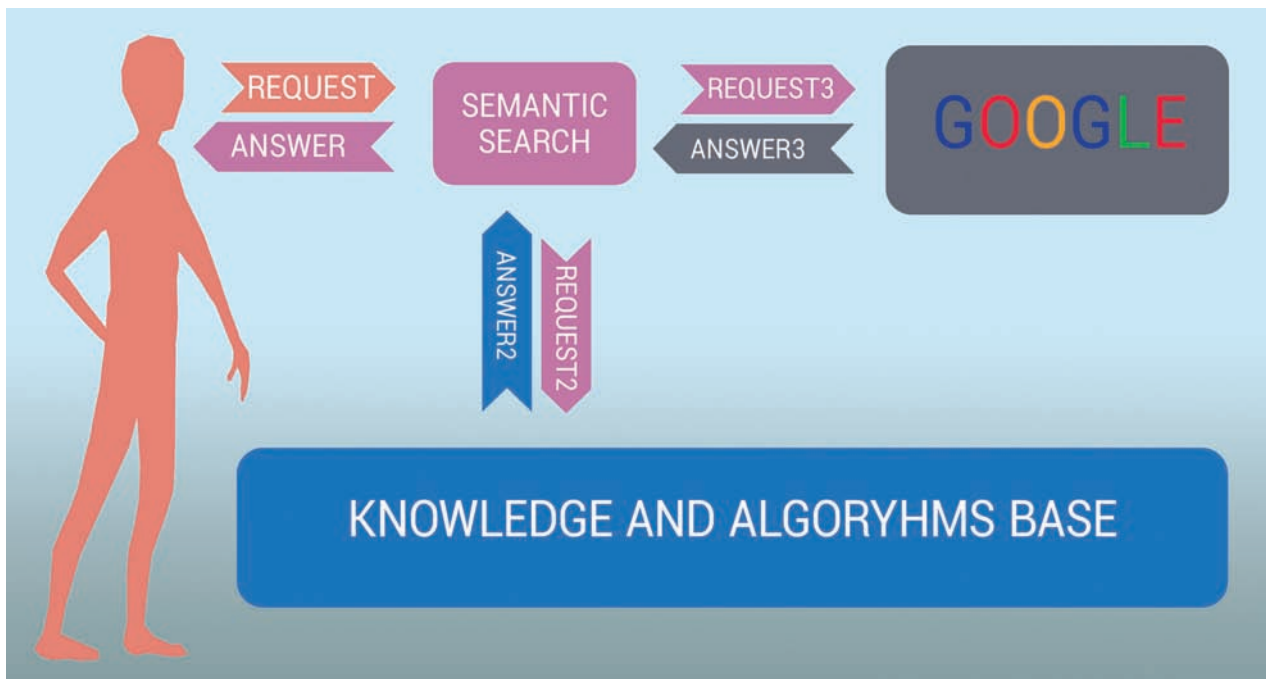 REQUEST
ANSWER
SEMANTIC
SEARCH
REQUEST3
ANSWER3
GOOGLE
ANSWER2
REQUEST2
KNOWLEDGE AND ALGORYHMS BASE